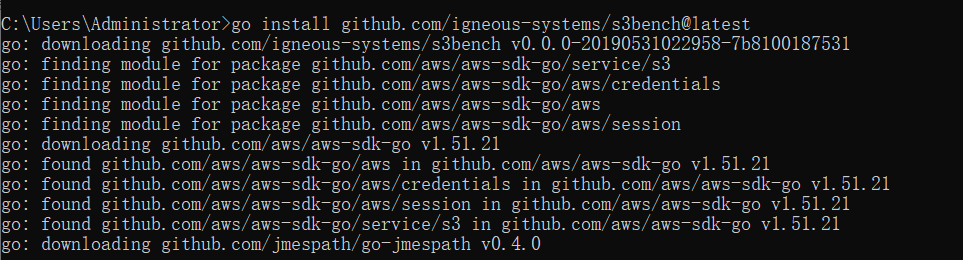 C:\Users\Administrator>go install github.com/igneous-systems/s3bench@latest
go: downloading github.com/igneous-systems/s3bench v0.0.0-20190531022958-7b8100187531
go: finding module for package github.com/aws/aws-sdk-go/service/s3
go: finding module for package github.com/aws/aws-sdk-go/aws/credentials
go: finding module for package github.com/aws/aws-sdk-go/aws
go: finding module for package github.com/aws/aws-sdk-go/aws/session
go: downloading github.com/aws/aws-sdk-go v1.51.21
go: found github.com/aws/aws-sdk-go/aws in github.com/aws/aws-sdk-go v1.51.21
go: found github.com/aws/aws-sdk-go/aws/credentials in github.com/aws/aws-sdk-go v1.51.21
go: found github.com/aws/aws-sdk-go/aws/session in github.com/aws/aws-sdk-go v1.51.21
go: found github.com/aws/aws-sdk-go/service/s3 in github.com/aws/aws-sdk-go v1.51.21
go: downloading github.com/jmespath/go-jmespath v0.4.0